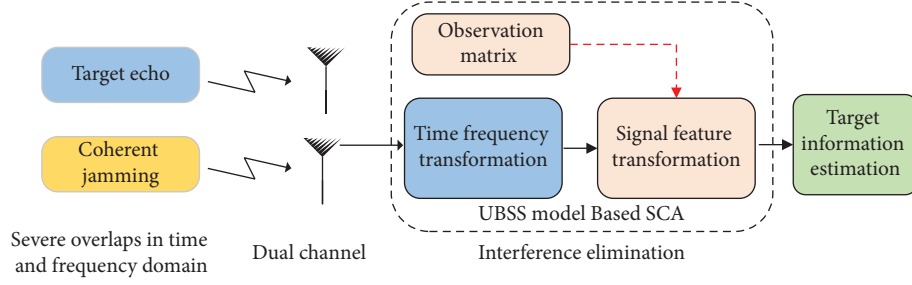 Target echo
Coherent
jamming
Severe overlaps in time
and frequency domain
Dual channel
Observation
matrix
Time frequency
transformation
Signal feature
transformation
UBSS model Based SCA
Interference elimination
Target
information
estimation